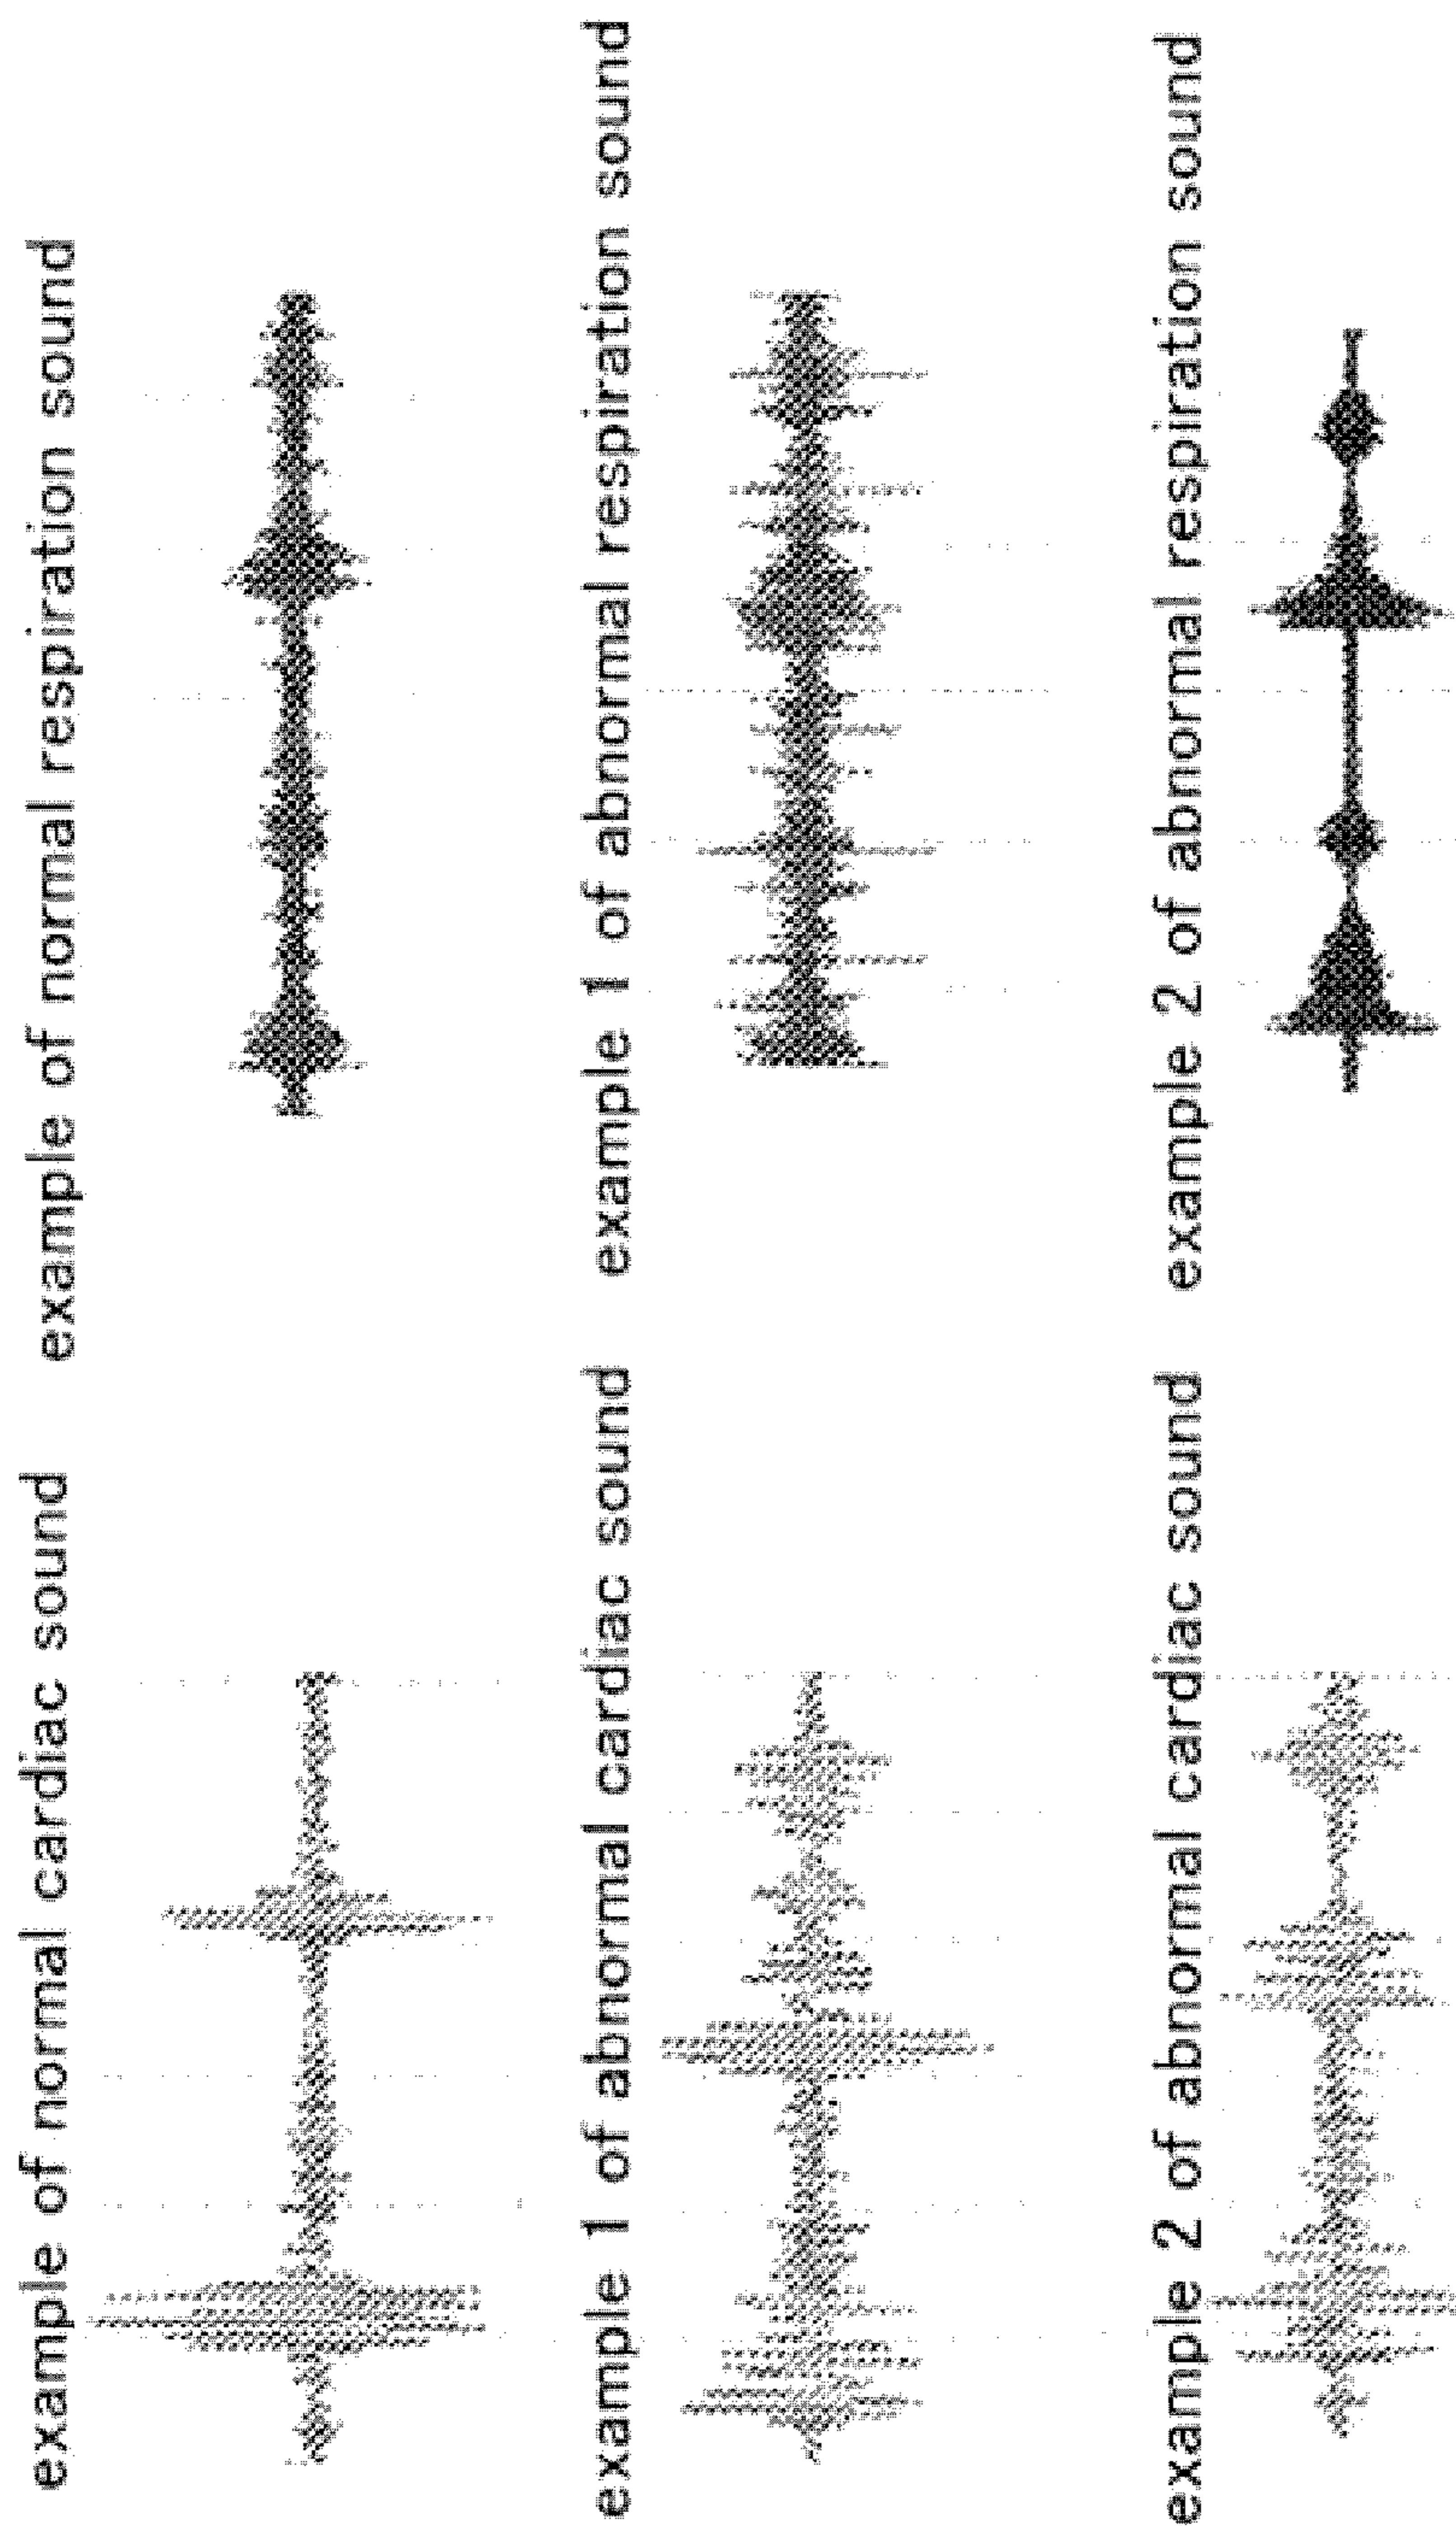 example of normal cardiac sound
example of normal respiration sound
example 1 of abnormal cardiac sound
example 1 of abnormal respiration sound
example 2 of abnormal cardiac sound
example 2 of abnormal respiration sound